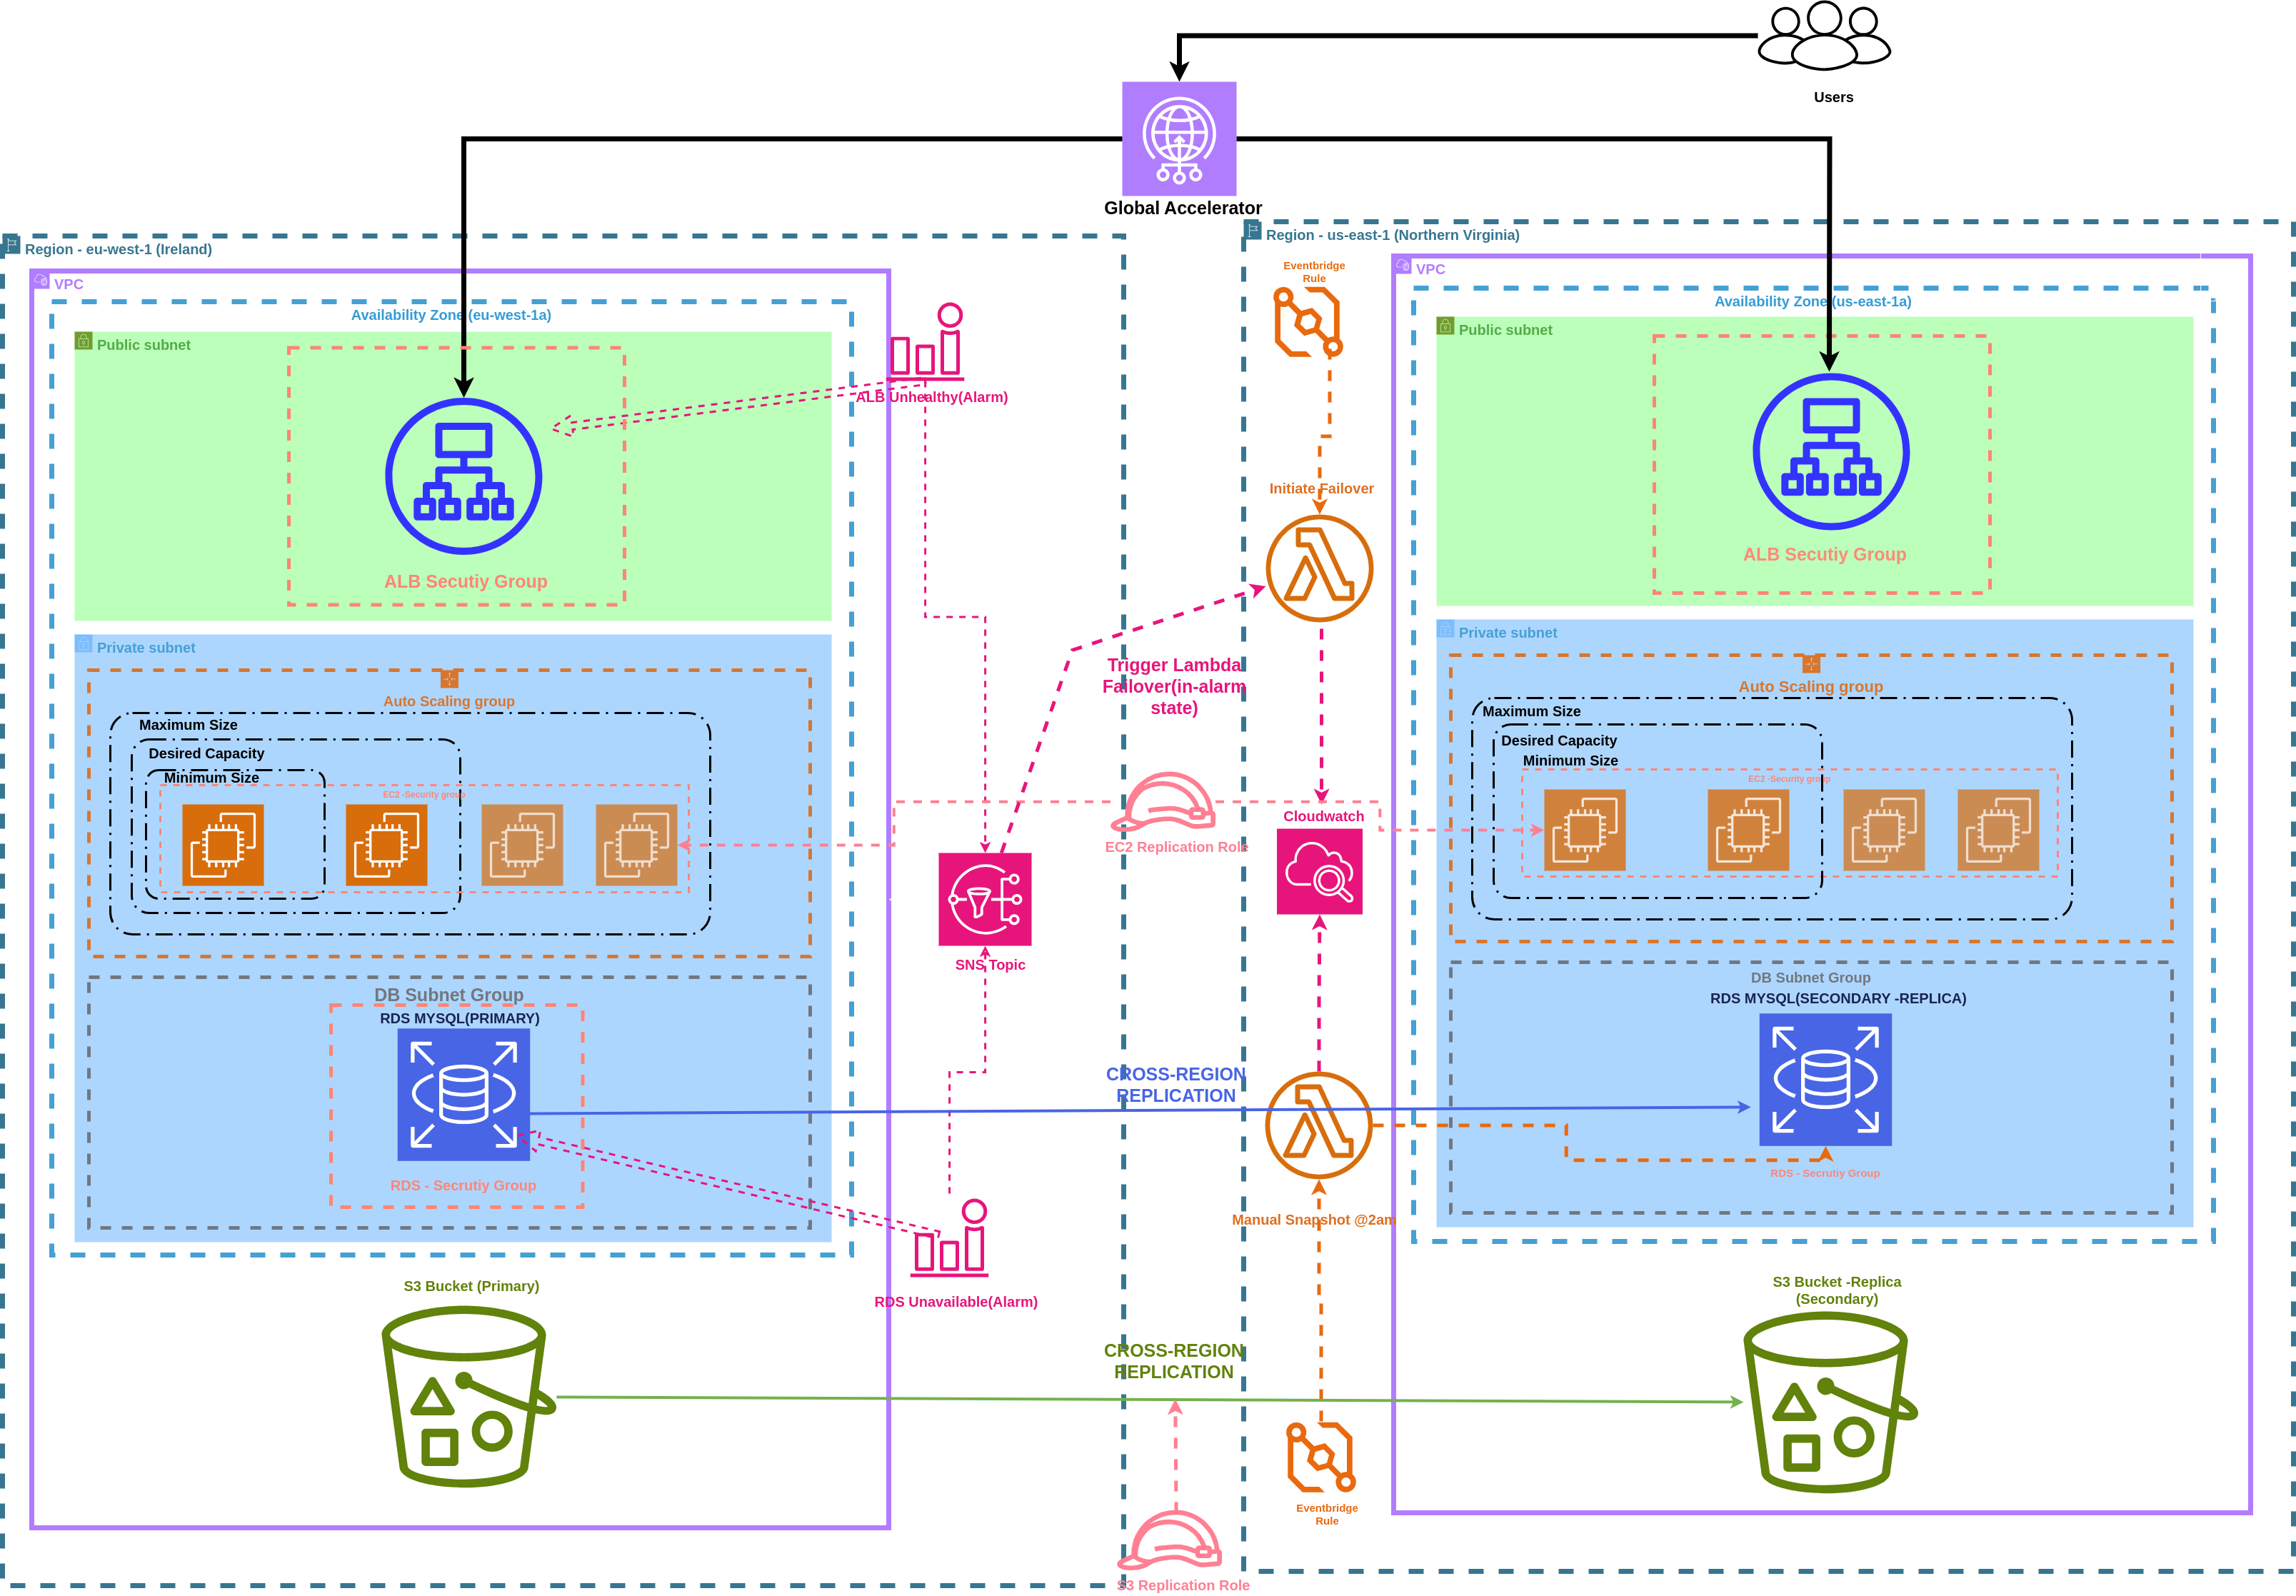 Users
Global Accelerator
Region - eu-west-1 (Ireland)
VPC
Availability Zone (eu-west-1a)
Public subnet
ALB Secutiy Group
Private subnet
Auto Scaling group
Maximum Size
Desired Capacity
Minimum Size
EC2 -Security group
DB Subnet Group
RDS MYSQL(PRIMARY)
RDS - Secrutiy Group
S3 Bucket (Primary)
ALB Unhealthy(Alarm)
SNS Topic
RDS Unavailable(Alarm)
Trigger Lambda
Failover(in-alarm
state)
EC2 Replication Role
CROSS-REGION
REPLICATION
CROSS-REGION
REPLICATION
S3 Replication Role
Region - us-east-1 (Northern Virginia)
Eventbridge
Rule
Initiate Failover
Cloudwatch
Manual Snapshot @2am
Eventbridge
Rule
VPC
Availability Zone (us-east-1a)
Public subnet
ALB Secutiy Group
Private subnet
Auto Scaling group
Maximum Size
Desired Capacity
Minimum Size
EC2 -Security group
DB Subnet Group
RDS MYSQL(SECONDARY -REPLICA)
RDS - Secrutiy Group
S3 Bucket -Replica
(Secondary)